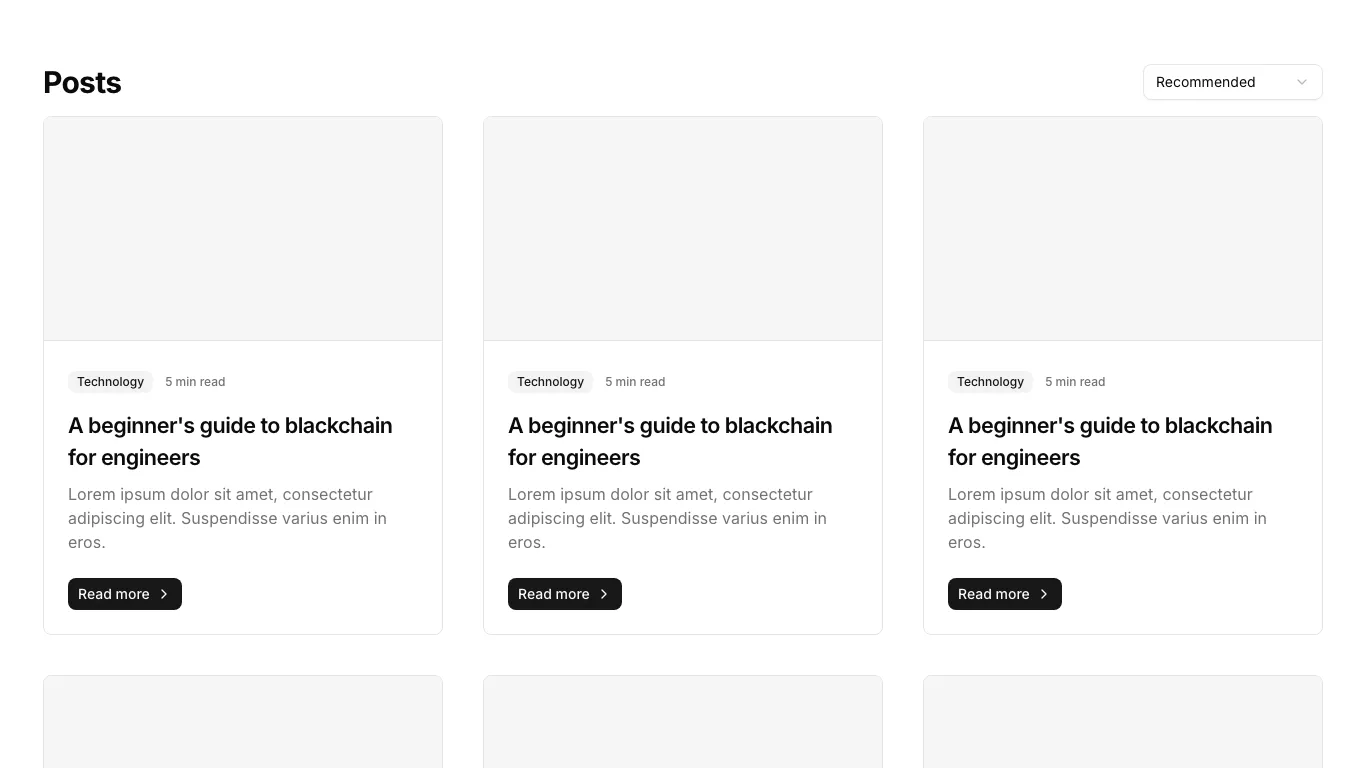 Posts
Recommended
Technology 5 min read
A beginner's guide to blackchain
for engineers
Lorem ipsum dolor sit amet, consectetur
adipiscing elit. Suspendisse varius enim in
eros.
Read more
Technology 5 min read
A beginner's guide to blackchain
for engineers
Lorem ipsum dolor sit amet, consectetur
adipiscing elit. Suspendisse varius enim in
eros.
Read more
Technology 5 min read
A beginner's guide to blackchain
for engineers
Lorem ipsum dolor sit amet, consectetur
adipiscing elit. Suspendisse varius enim in
eros.
Read more